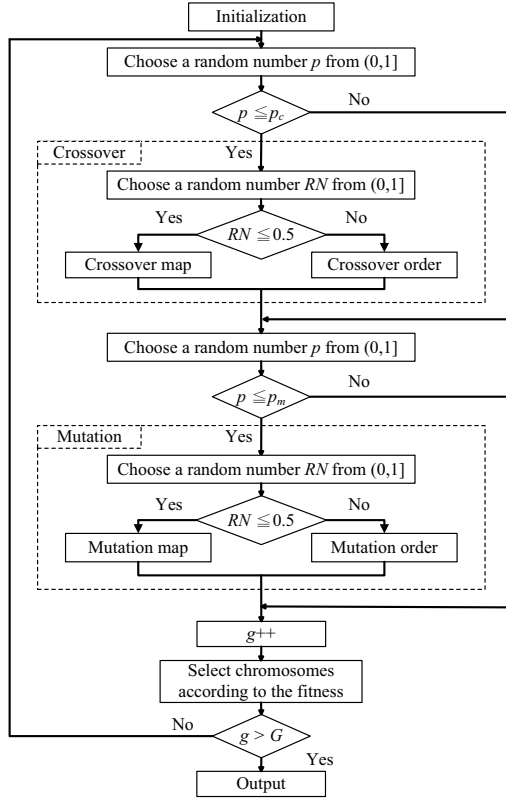 Initialization
Choose a random number p from (0,1]
p ≦ p_c
No
Yes
Crossover
Choose a random number RN from (0,1]
Yes
RN ≦ 0.5
No
Crossover map
Crossover order
Choose a random number p from (0,1]
p ≦ p_m
No
Yes
Mutation
Choose a random number RN from (0,1]
Yes
RN ≦ 0.5
No
Mutation map
Mutation order
g++
Select chromosomes
according to the fitness
No
g > G
Yes
Output